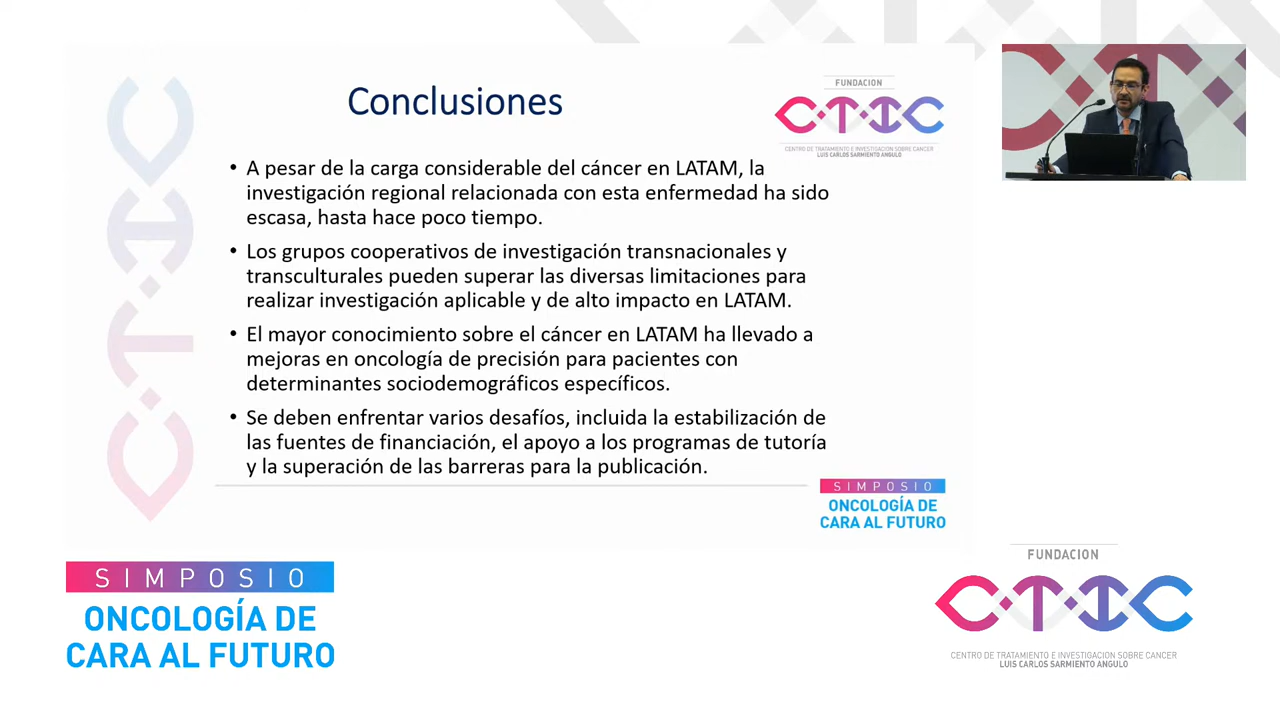 Conclusiones
FUNDACION
CTIC
CENTRO DE TRATAMIENTO E INVESTIGACION SOBRE CANCER
LUIS CARLOS SARMIENTO ANGULO
CTIC
• A pesar de la carga considerable del cáncer en LATAM, la
investigación regional relacionada con esta enfermedad ha sido
escasa, hasta hace poco tiempo.
• Los grupos cooperativos de investigación transnacionales y
transculturales pueden superar las diversas limitaciones para
realizar investigación aplicable y de alto impacto en LATAM.
• El mayor conocimiento sobre el cáncer en LATAM ha llevado a
mejoras en oncología de precisión para pacientes con
determinantes sociodemográficos específicos.
• Se deben enfrentar varios desafíos, incluida la estabilización de
las fuentes de financiación, el apoyo a los programas de tutoría
y la superación de las barreras para la publicación.
SIMPOSIO
ONCOLOGÍA DE
CARA AL FUTURO
SIMPOSIO
ONCOLOGÍA DE
CARA AL FUTURO
FUNDACION
CTIC
CENTRO DE TRATAMIENTO E INVESTIGACION SOBRE CANCER
LUIS CARLOS SARMIENTO ANGULO